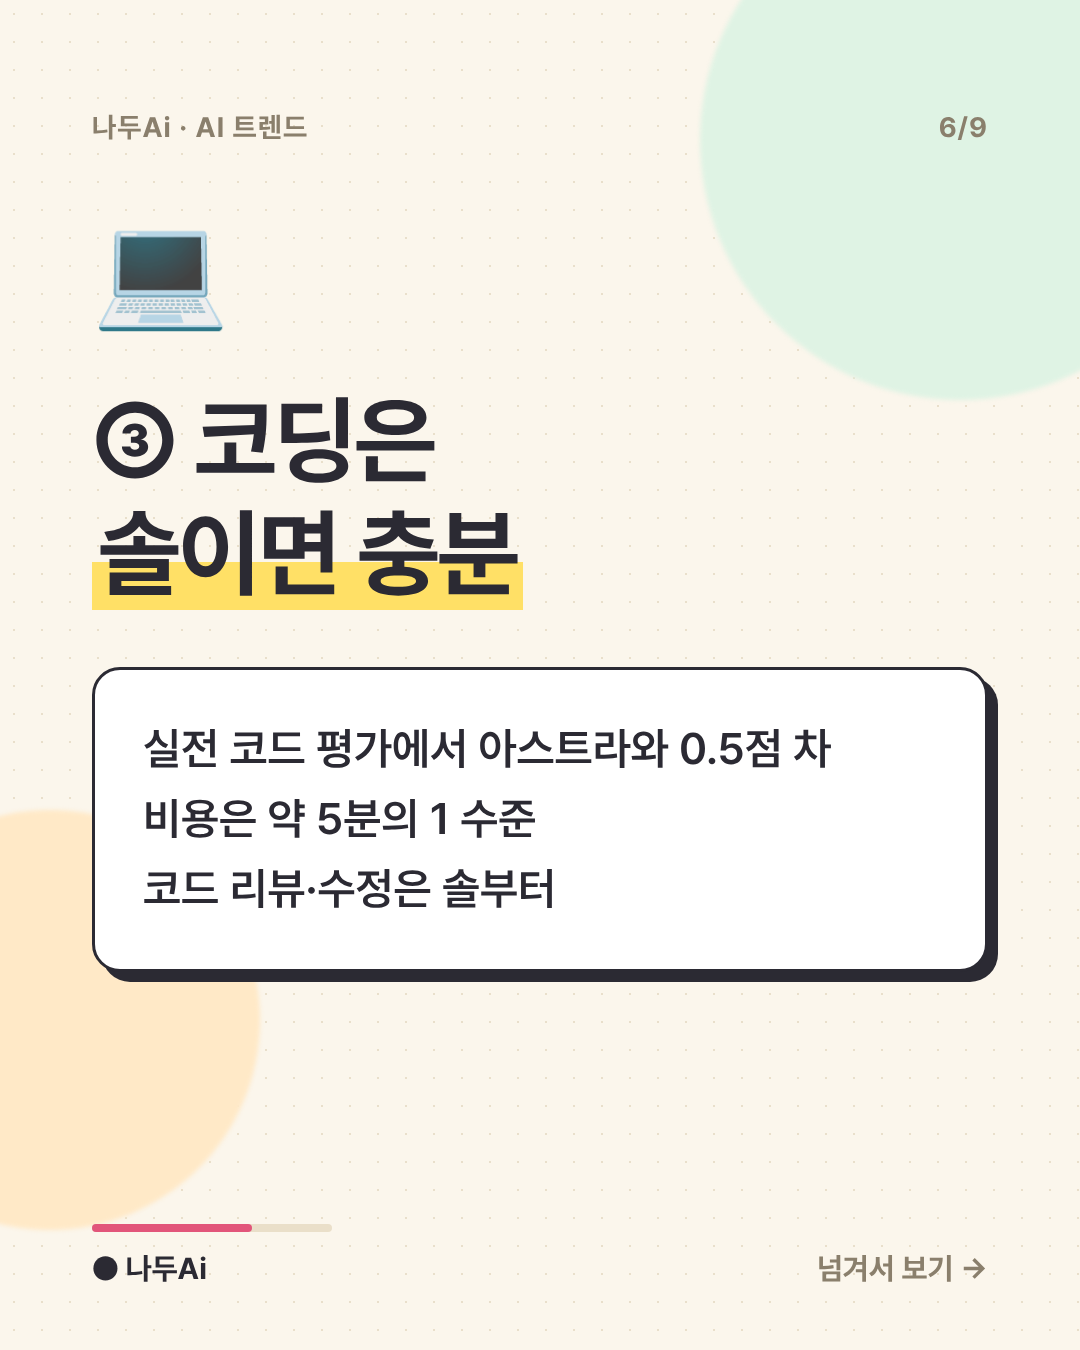 나두Ai · AI 트렌드
6/9
③ 코딩은
솔이면 충분
실전 코드 평가에서 아스트라와 0.5점 차
비용은 약 5분의 1 수준
코드 리뷰·수정은 솔부터
● 나두Ai
넘겨서 보기 →